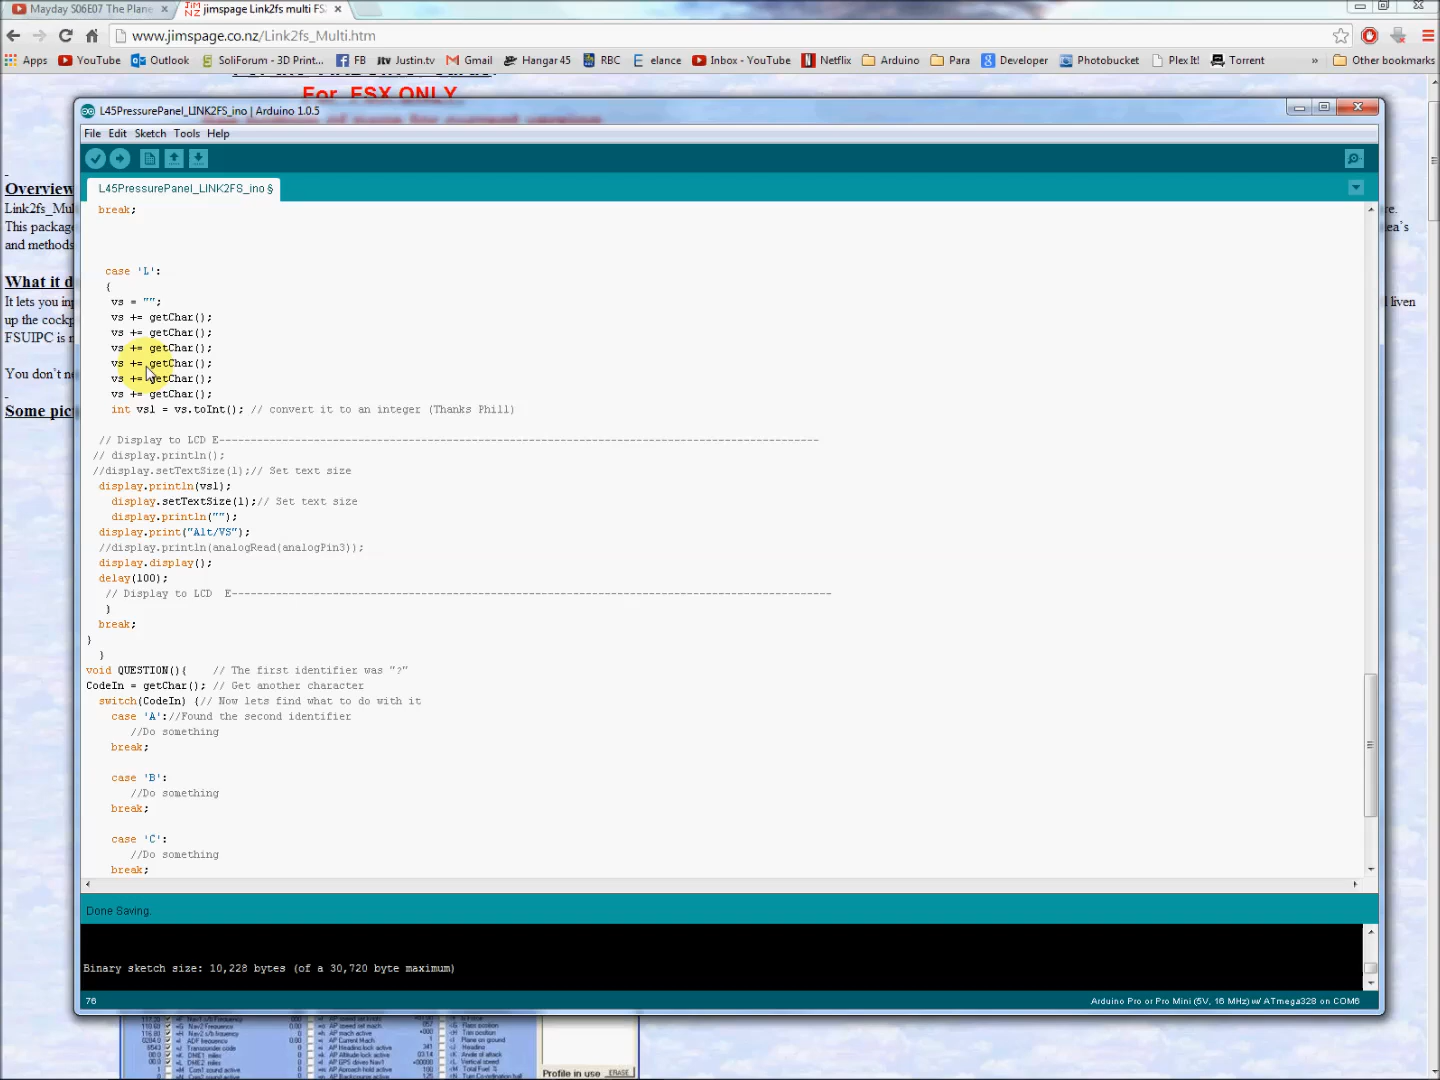 Mayday S06E07 The Plane
jimspage Link2fs multi FS
www.jimspage.co.nz/Link2fs_Multi.htm
Apps YouTube Outlook SoliForum - 3D Print... FB Justin.tv Gmail Hangar 45 RBC elance Inbox - YouTube Netflix Arduino Para Developer Photobucket Plex It! Torrent » Other bookmarks
For FSX ONLY.
L45PressurePanel_LINK2FS_ino | Arduino 1.0.5
File Edit Sketch Tools Help
L45PressurePanel_LINK2FS_ino §
Overview
Link2fs_Mul
This package
and methods
What it d
It lets you inp
up the cockp
FSUIPC is n
You don't ne
Some pict
re.
dea's
liven
break;
case 'L':
{
vs = "";
vs += getChar();
vs += getChar();
vs += getChar();
vs += getChar();
vs += getChar();
vs += getChar();
int vsl = vs.toInt(); // convert it to an integer (Thanks Phill)
// Display to LCD E-----------------------------------------------------------------------------------------------
// display.println();
//display.setTextSize(1);// Set text size
display.println(vsl);
display.setTextSize(1);// Set text size
display.println("");
display.print("Alt/VS");
//display.println(analogRead(analogPin3));
display.display();
delay(100);
// Display to LCD  E-----------------------------------------------------------------------------------------------
}
break;
}
}
void QUESTION(){    // The first identifier was "?"
CodeIn = getChar(); // Get another character
switch(CodeIn) {// Now lets find what to do with it
case 'A'://Found the second identifier
//Do something
break;
case 'B':
//Do something
break;
case 'C':
//Do something
break;
Done Saving.
Binary sketch size: 10,228 bytes (of a 30,720 byte maximum)
76
Arduino Pro or Pro Mini (5V, 16 MHz) w/ ATmega328 on COM6
Profile in use ERASE